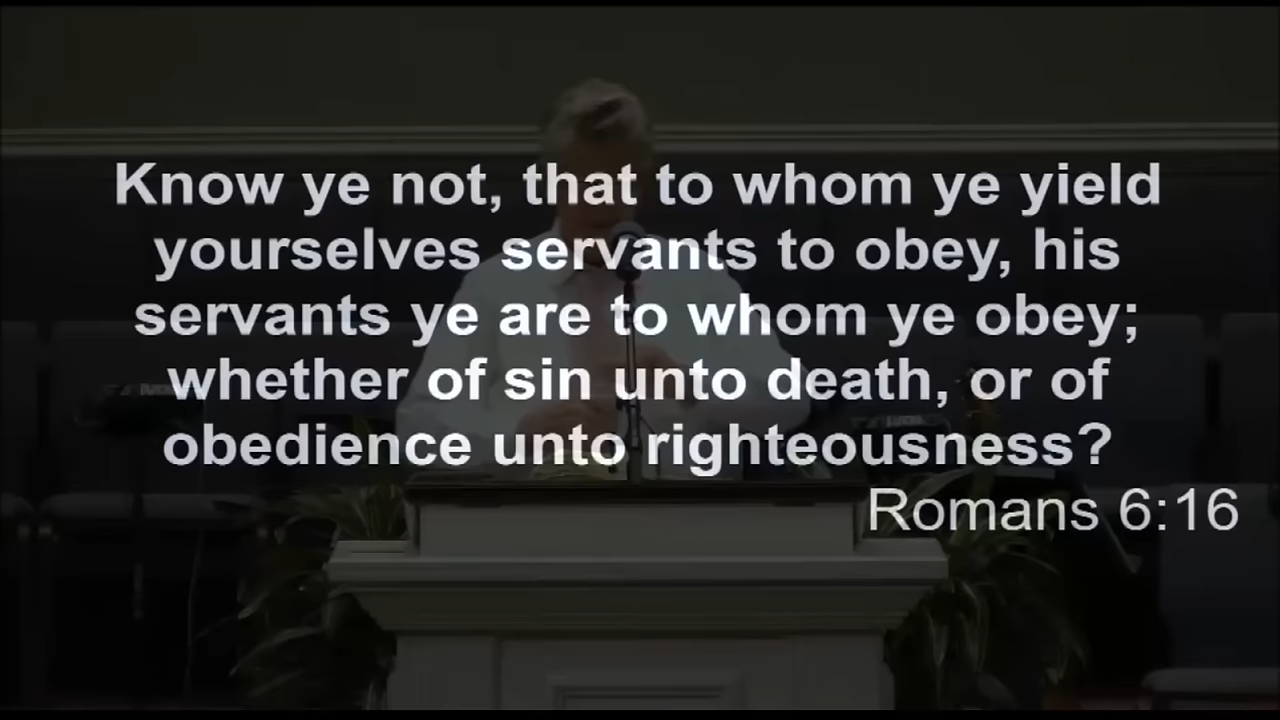 Know ye not, that to whom ye yield
yourselves servants to obey, his
servants ye are to whom ye obey;
whether of sin unto death, or of
obedience unto righteousness?
Romans 6:16